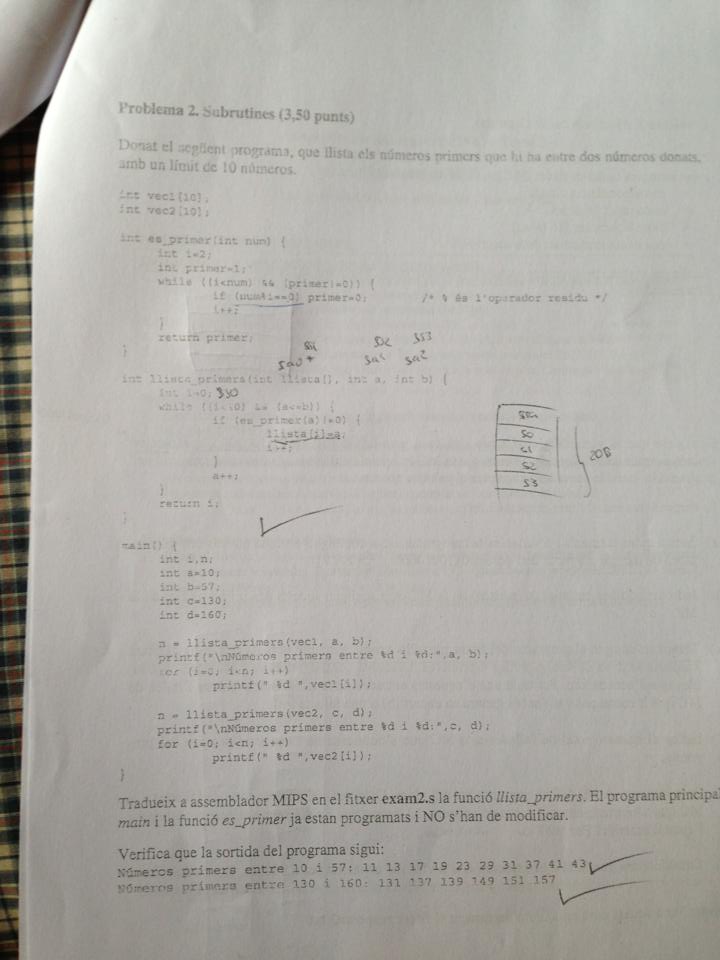 Problema 2. Subrutines (3,50 punts)
Donat el següent programa, que llista els números primers que hi ha entre dos números donats,
amb un límit de 10 números.
int vec1[10],
int vec2[10];
int es_primer(int num) {
int i=2;
int primer=1;
while ((i<num) && (primer!=0)) {
if (num%i==0) primer=0; /* % és l'operador residu */
i++;
}
return primer;
}
$a0 $a1 $a2
int llista_primers(int llista[], int a, int b) {
int i=0; $s0
while ((i<10) && (a<=b)) {
if (es_primer(a)!=0) {
llista[i]=a;
i++;
}
a++;
}
return i;
}
$ra
S0
S1
S2
S3
20B
main() {
int i,n;
int a=10;
int b=57;
int c=130;
int d=160;
n = llista_primers(vec1, a, b);
printf("\nNúmeros primers entre %d i %d:",a, b);
for (i=0; i<n; i++)
printf(" %d ",vec1[i]);
n = llista_primers(vec2, c, d);
printf("\nNúmeros primers entre %d i %d:",c, d);
for (i=0; i<n; i++)
printf(" %d ",vec2[i]);
}
Tradueix a assemblador MIPS en el fitxer exam2.s la funció llista_primers. El programa principal
main i la funció es_primer ja estan programats i NO s'han de modificar.
Verifica que la sortida del programa sigui:
Números primers entre 10 i 57: 11 13 17 19 23 29 31 37 41 43
Números primers entre 130 i 160: 131 137 139 149 151 157